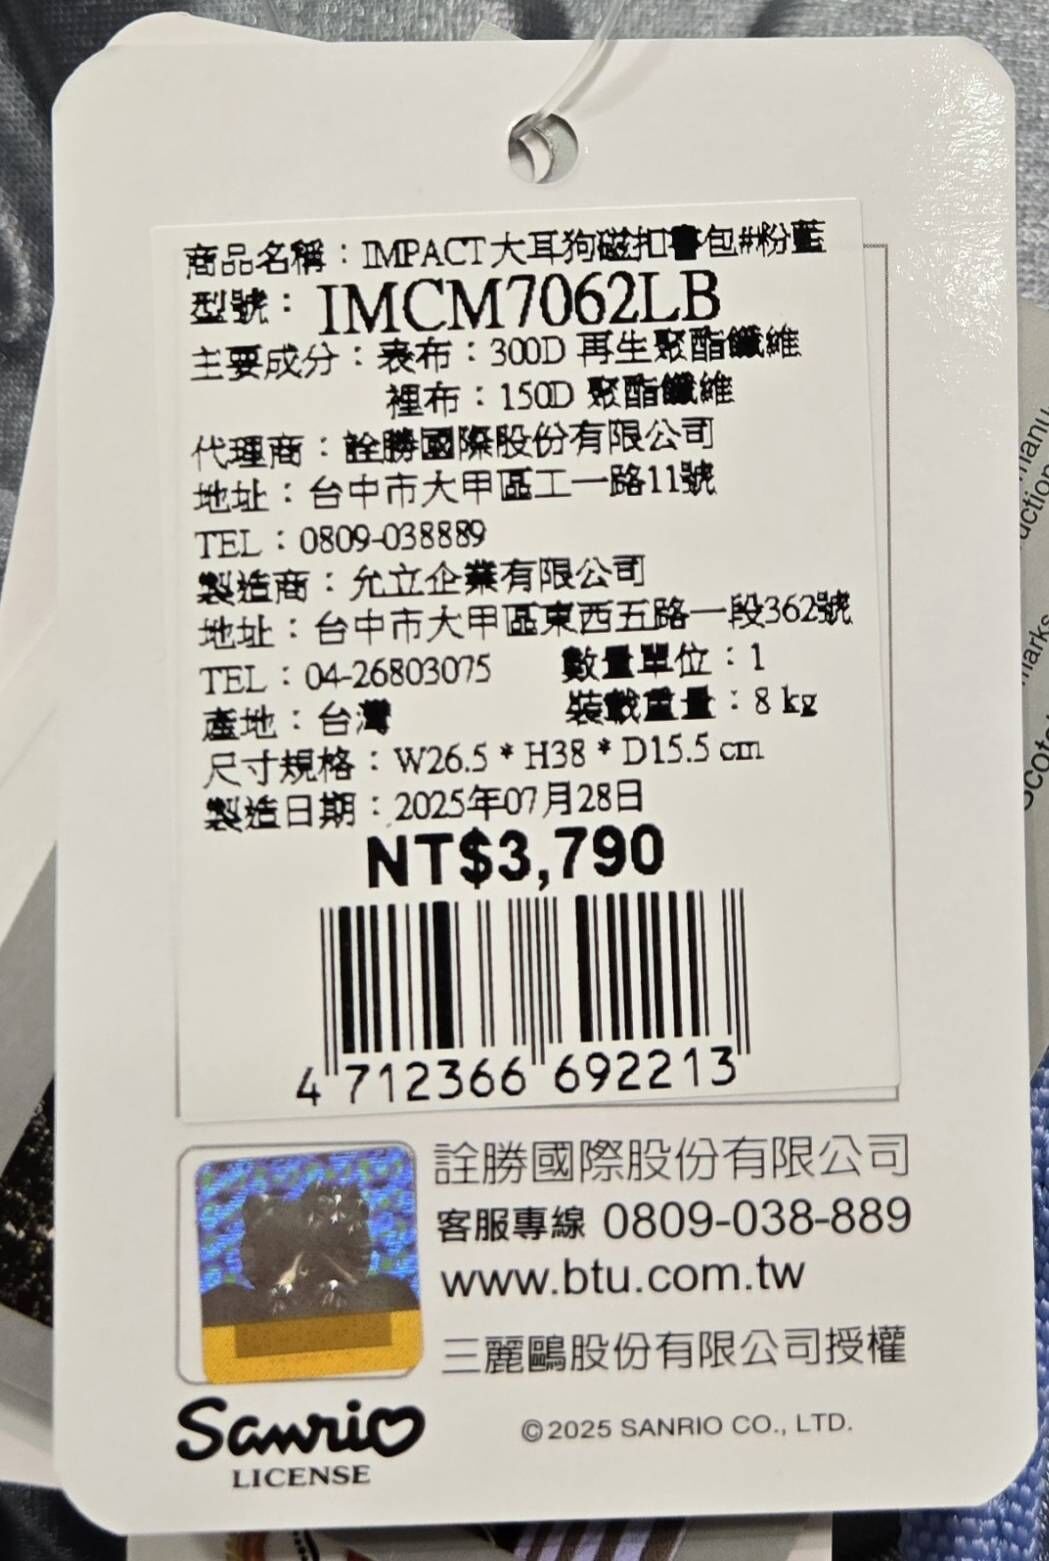 商品名稱：IMPACT大耳狗磁扣書包#粉藍
型號：IMCM7062LB
主要成分：表布：300D 再生聚酯纖維
裡布：150D 聚酯纖維
代理商：詮勝國際股份有限公司
地址：台中市大甲區工一路11號
TEL：0809-038889
製造商：允立企業有限公司
地址：台中市大甲區東西五路一段362號
TEL：04-26803075 數量單位：1
產地：台灣 裝載重量：8 kg
尺寸規格：W26.5 * H38 * D15.5 cm
製造日期：2025年07月28日
NT$3,790
4 712366 692213
詮勝國際股份有限公司
客服專線 0809-038-889
www.btu.com.tw
三麗鷗股份有限公司授權
Sanrio
LICENSE
©2025 SANRIO CO., LTD.